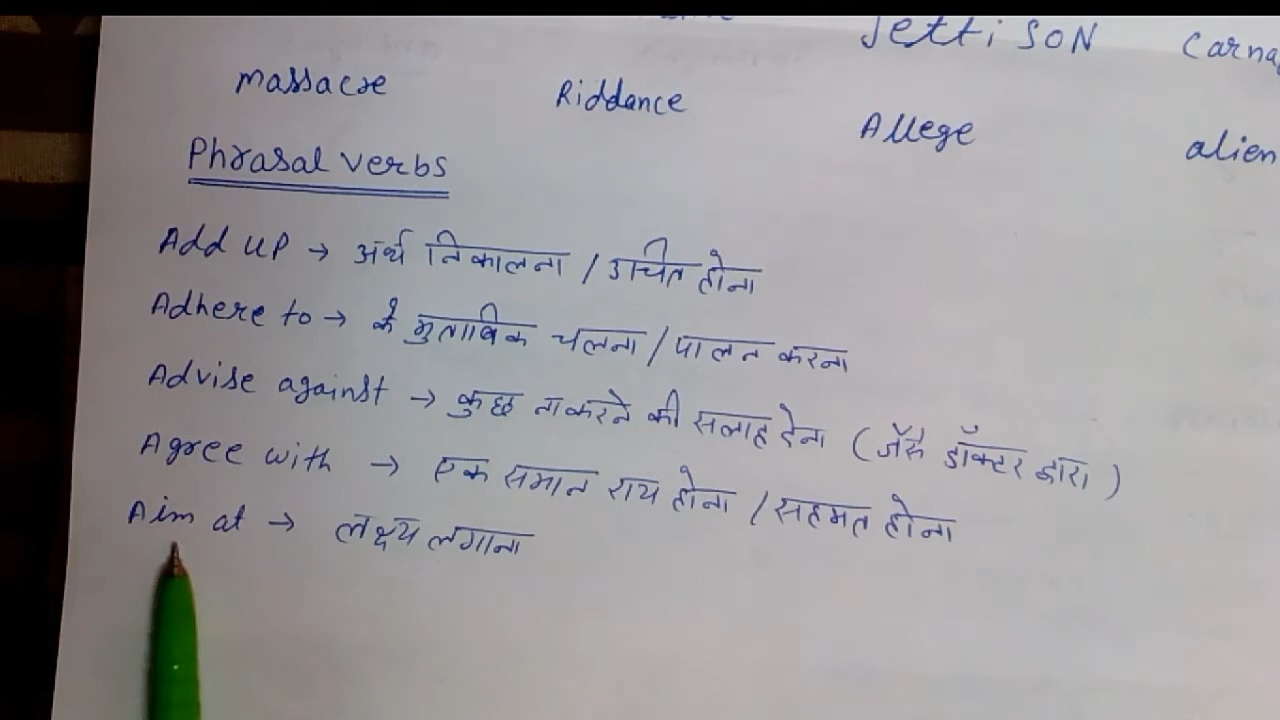 Jettison
Massacre Riddance Allege alien
Phrasal verbs
Add up → अर्थ निकालना / उचित होना
Adhere to → के मुताबिक चलना / पालन करना
Advise against → कुछ ना करने की सलाह देना (जैसे डॉक्टर द्वारा)
Agree with → एक समान राय होना / सहमत होना
Aim at → लक्ष्य लगाना